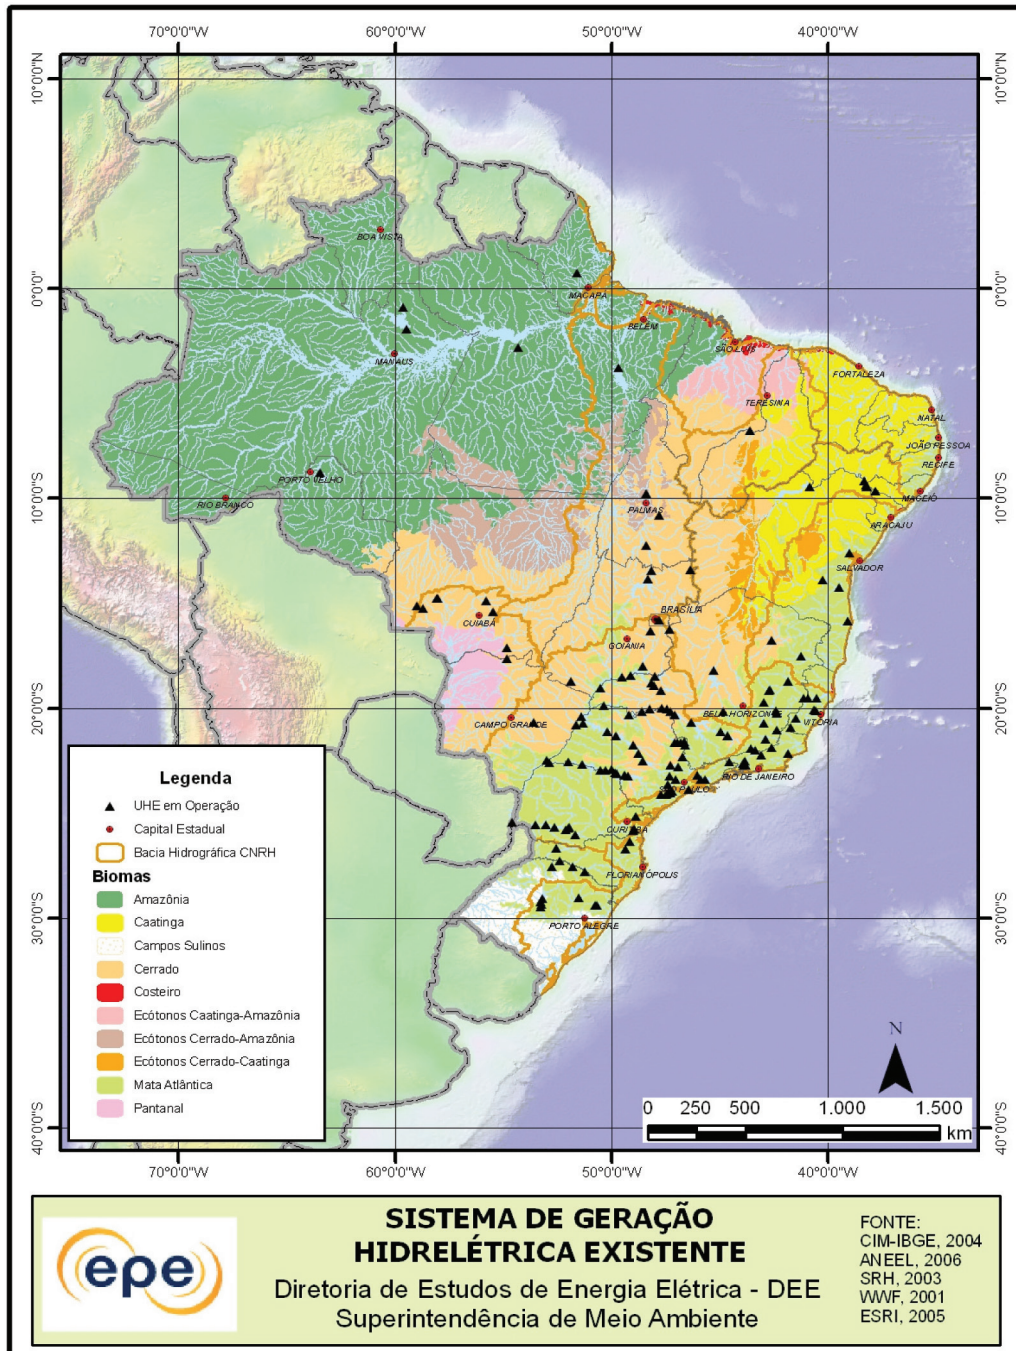 70°0'0"W 60°0'0"W 50°0'0"W 40°0'0"W
10°0'0"N 10°0'0"N
BOA VISTA
0°0'0" 0°0'0"
MACAPÁ
BELÉM
SÃO LUIS
MANAUS
FORTALEZA
TERESINA
NATAL
JOÃO PESSOA
RECIFE
PORTO VELHO
MACEIÓ
RIO BRANCO
10°0'0"S 10°0'0"S
PALMAS
ARACAJU
SALVADOR
BRASÍLIA
CUIABÁ
GOIÂNIA
20°0'0"S 20°0'0"S
CAMPO GRANDE
BELO HORIZONTE
VITÓRIA
RIO DE JANEIRO
SÃO PAULO
CURITIBA
FLORIANÓPOLIS
PORTO ALEGRE
30°0'0"S 30°0'0"S
40°0'0"S 40°0'0"S
Legenda
UHE em Operação
Capital Estadual
Bacia Hidrográfica CNRH
Biomas
Amazônia
Caatinga
Campos Sulinos
Cerrado
Costeiro
Ecótonos Caatinga-Amazônia
Ecótonos Cerrado-Amazônia
Ecótonos Cerrado-Caatinga
Mata Atlântica
Pantanal
N
0 250 500 1.000 1.500
km
70°0'0"W 60°0'0"W 50°0'0"W 40°0'0"W
epe
SISTEMA DE GERAÇÃO
HIDRELÉTRICA EXISTENTE
Diretoria de Estudos de Energia Elétrica - DEE
Superintendência de Meio Ambiente
FONTE:
CIM-IBGE, 2004
ANEEL, 2006
SRH, 2003
WWF, 2001
ESRI, 2005